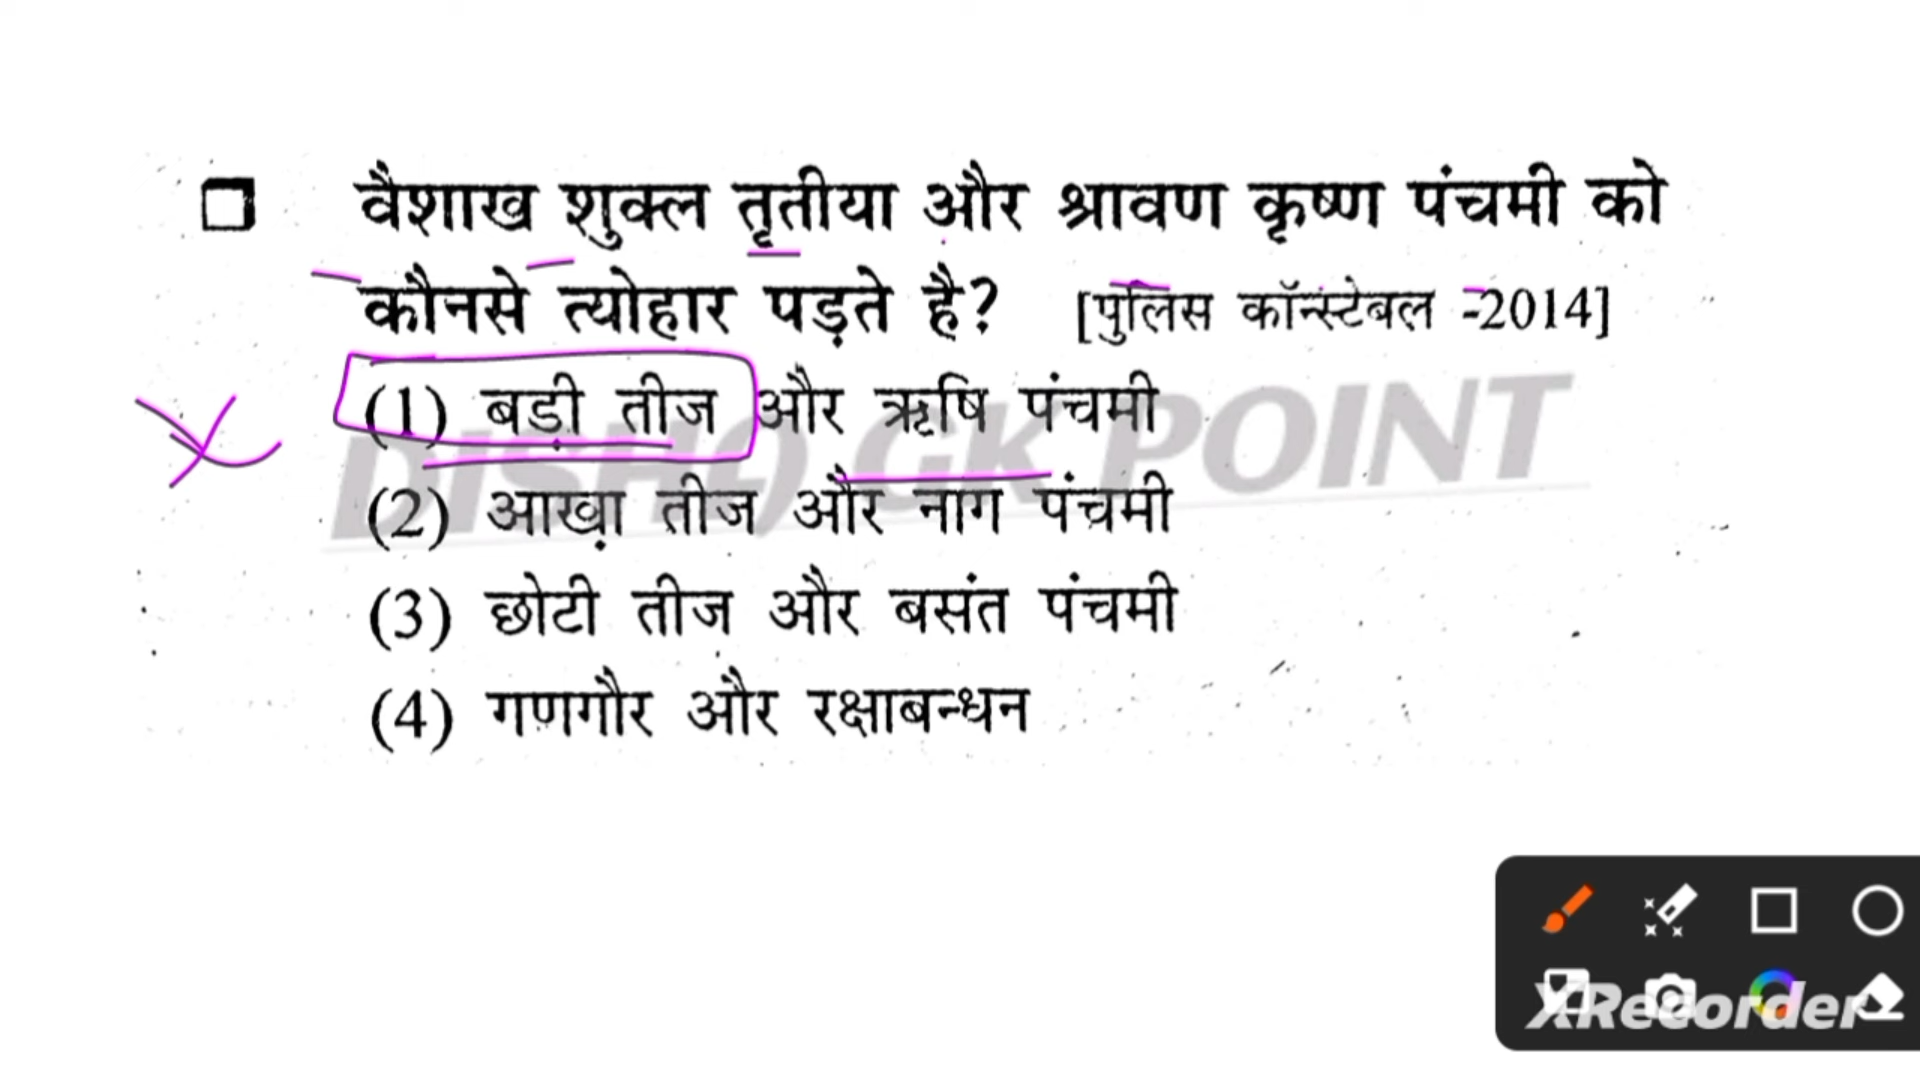 वैशाख शुक्ल तृतीया और श्रावण कृष्ण पंचमी को
कौनसे त्योहार पड़ते है? [पुलिस कॉन्स्टेबल -2014]
(1) बड़ी तीज और ऋषि पंचमी
(2) आखा़ तीज और नाग पंचमी
(3) छोटी तीज और बसंत पंचमी
(4) गणगौर और रक्षाबन्धन
GK POINT
XRecorder